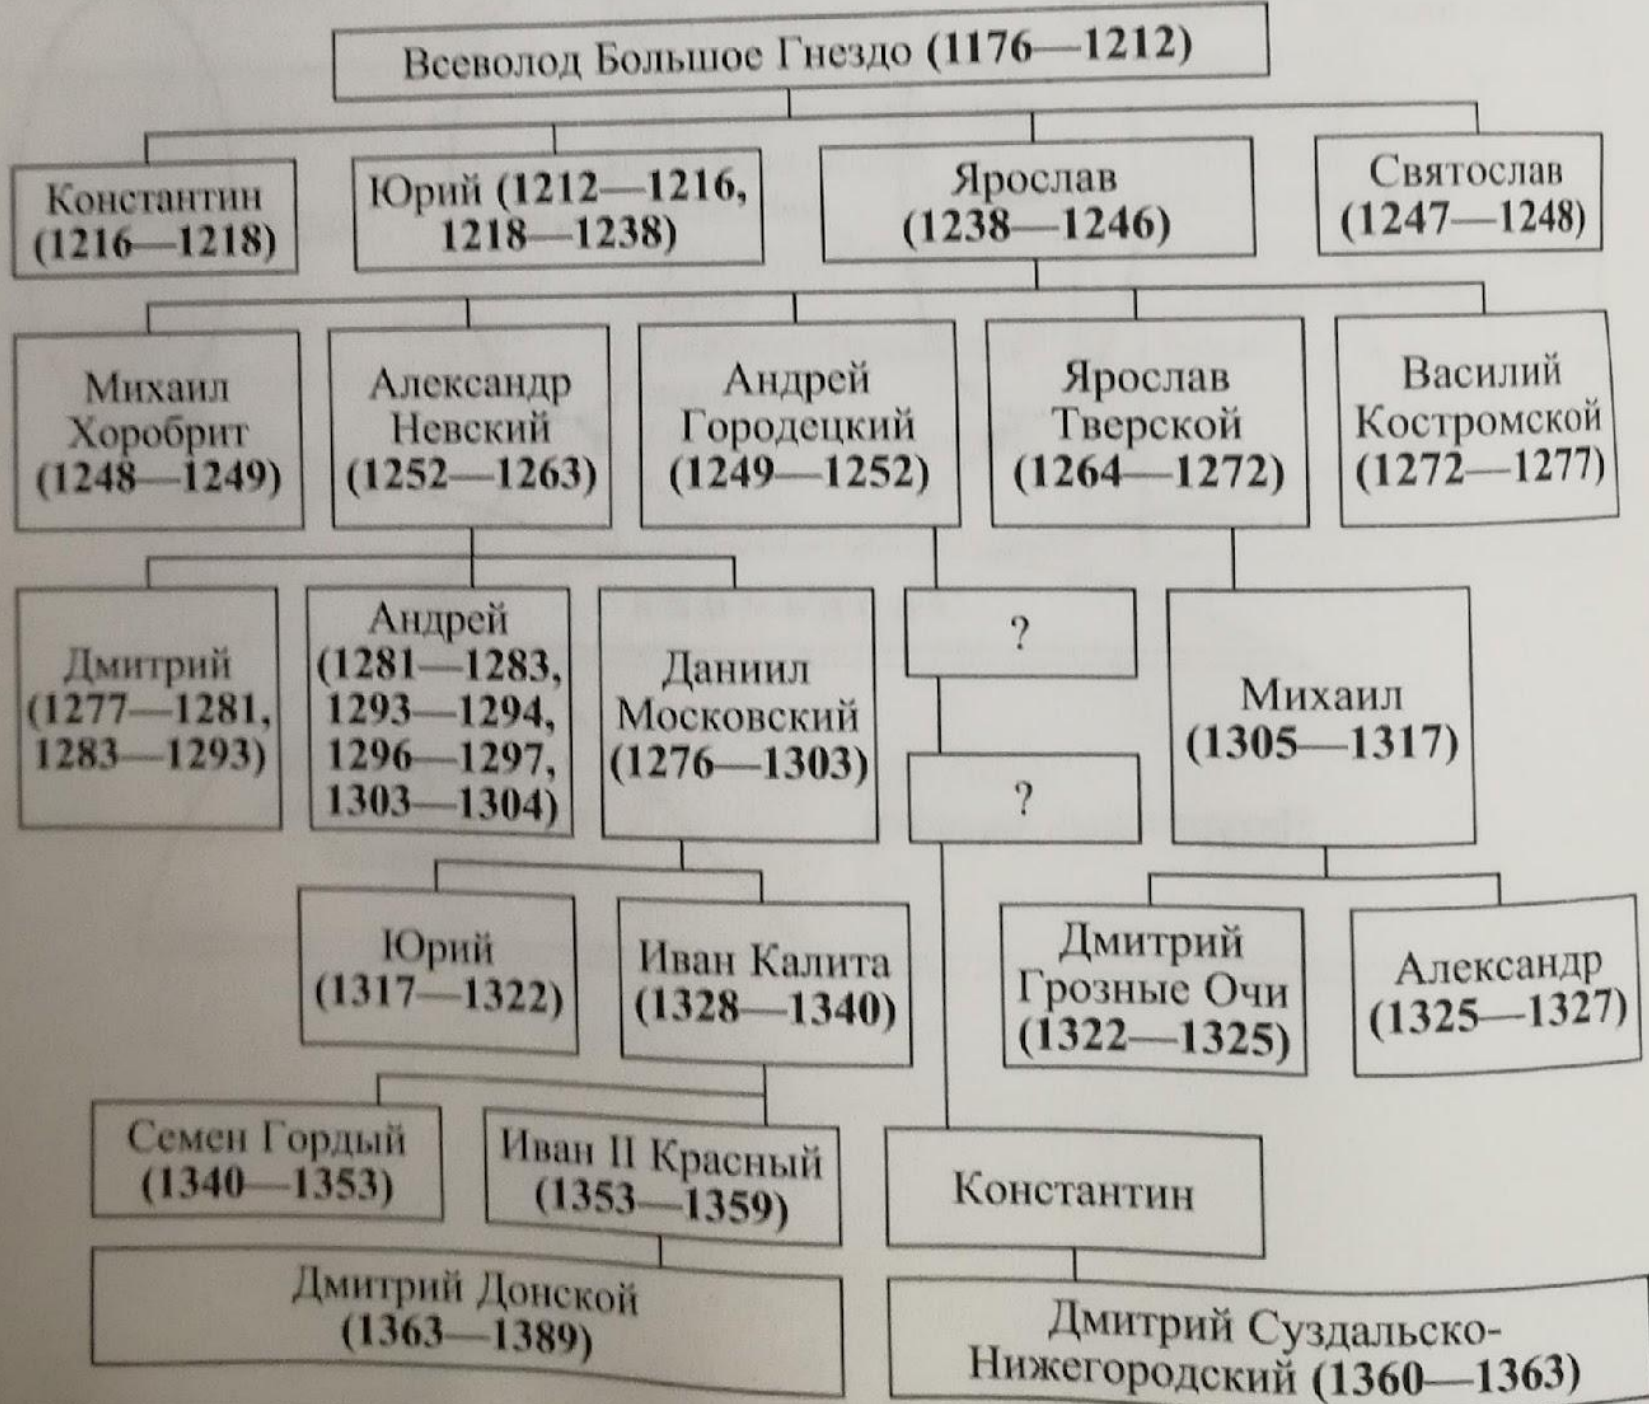 Всеволод Большое Гнездо (1176—1212)
Константин
(1216—1218)
Юрий (1212—1216,
1218—1238)
Ярослав
(1238—1246)
Святослав
(1247—1248)
Михаил
Хоробрит
(1248—1249)
Александр
Невский
(1252—1263)
Андрей
Городецкий
(1249—1252)
Ярослав
Тверской
(1264—1272)
Василий
Костромской
(1272—1277)
Дмитрий
(1277—1281,
1283—1293)
Андрей
(1281—1283,
1293—1294,
1296—1297,
1303—1304)
Даниил
Московский
(1276—1303)
?
?
Михаил
(1305—1317)
Юрий
(1317—1322)
Иван Калита
(1328—1340)
Дмитрий
Грозные Очи
(1322—1325)
Александр
(1325—1327)
Семен Гордый
(1340—1353)
Иван II Красный
(1353—1359)
Константин
Дмитрий Донской
(1363—1389)
Дмитрий Суздальско-
Нижегородский (1360—1363)